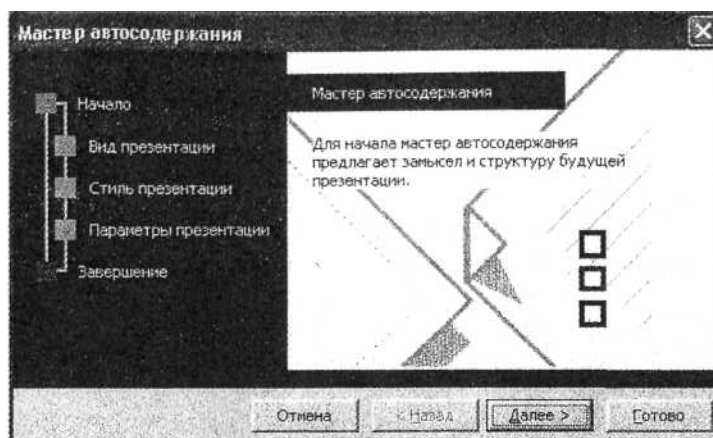 Мастер автосодержания
Начало
Вид презентации
Стиль презентации
Параметры презентации
Завершение
Мастер автосодержания
Для начала мастер автосодержания
предлагает замысел и структуру будущей
презентации.
Отмена
< Назад
Далее >
Готово